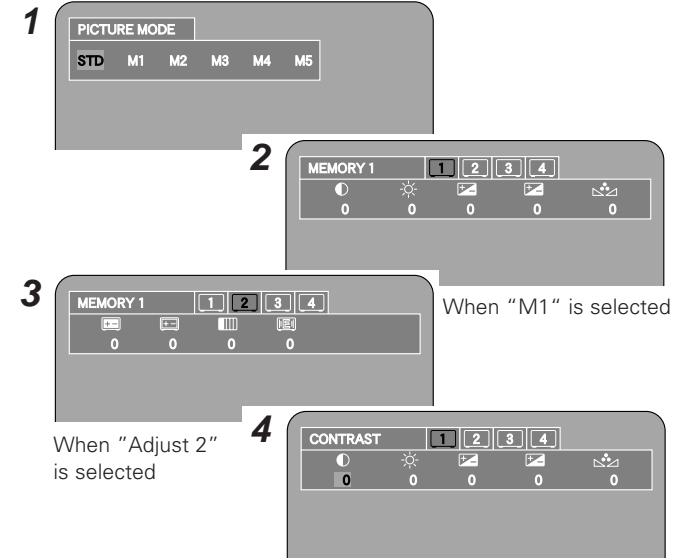 1
PICTURE MODE
STD M1 M2 M3 M4 M5
2
MEMORY 1 1 2 3 4
0 0 0 0 0
When “M1“ is selected
3
MEMORY 1 1 2 3 4
0 0 0 0
When ”Adjust 2”
is selected
4
CONTRAST 1 2 3 4
0 0 0 0 0